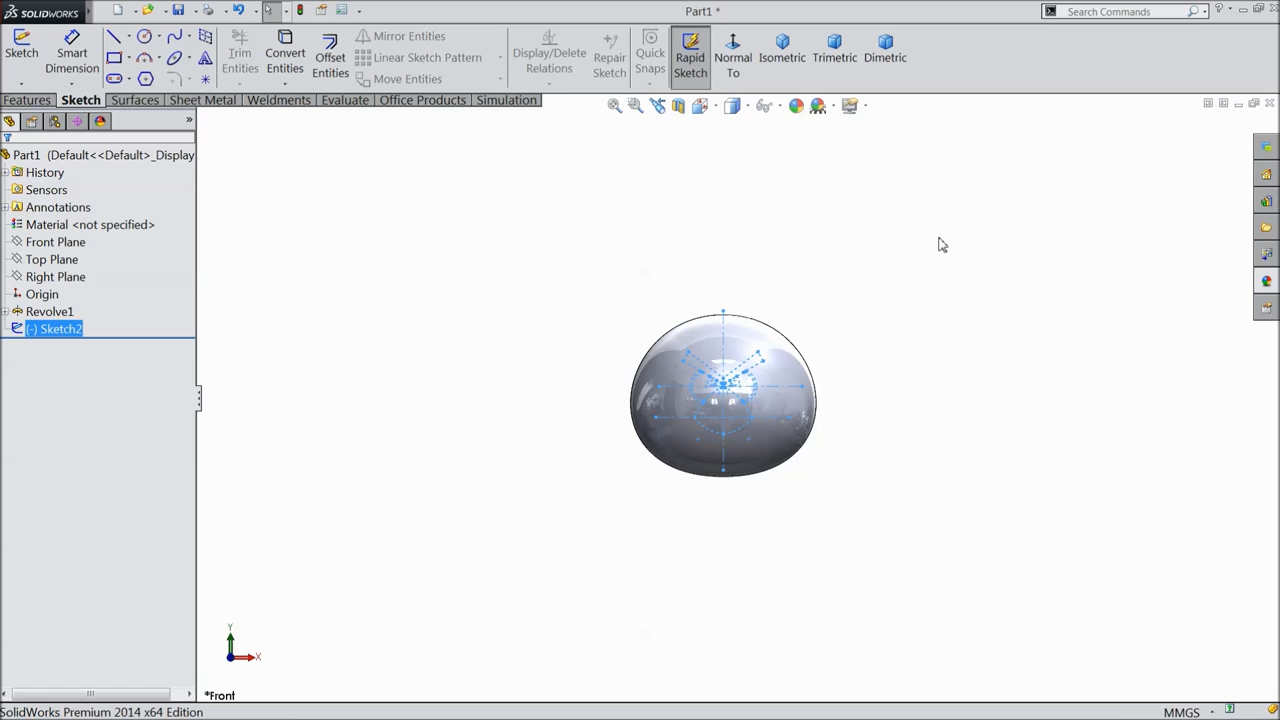 SOLIDWORKS
Part1 *
Search Commands
Sketch
Smart Dimension
Trim Entities
Convert Entities
Offset Entities
Mirror Entities
Linear Sketch Pattern
Move Entities
Display/Delete Relations
Repair Sketch
Quick Snaps
Rapid Sketch
Normal To
Isometric
Trimetric
Dimetric
Features Sketch Surfaces Sheet Metal Weldments Evaluate Office Products Simulation
Part1 (Default<<Default>_Display
History
Sensors
Annotations
Material <not specified>
Front Plane
Top Plane
Right Plane
Origin
Revolve1
(-) Sketch2
Y
X
*Front
SolidWorks Premium 2014 x64 Edition
MMGS